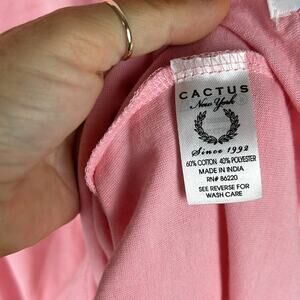 CACTUS
New York
Since 1992
60% COTTON 40% POLYESTER
MADE IN INDIA
RN# 86220
SEE REVERSE FOR
WASH CARE